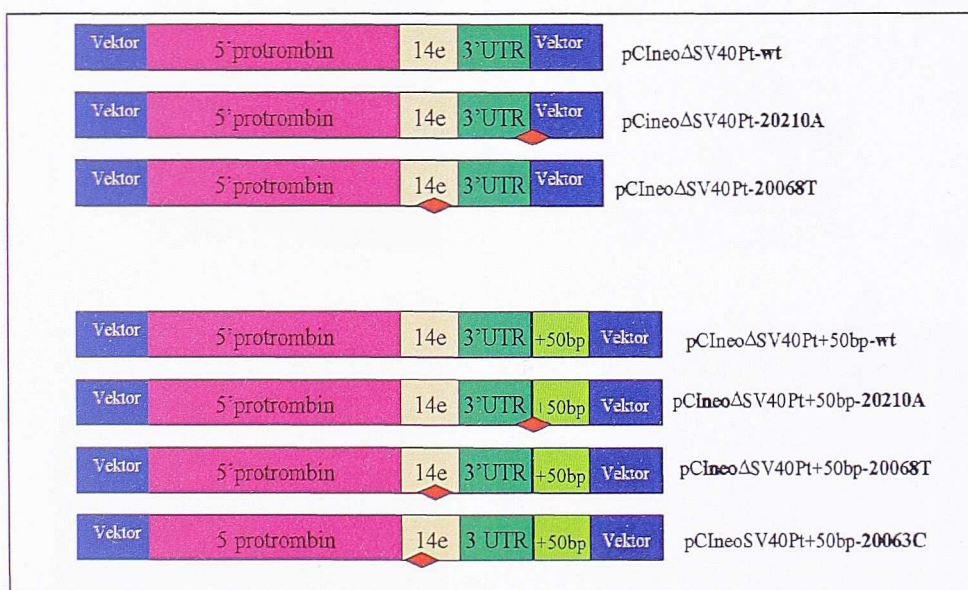 Vektor 5´protrombin 14e 3'UTR Vektor pCIneoΔSV40Pt-wt
Vektor 5´protrombin 14e 3'UTR Vektor pCineoΔSV40Pt-20210A
Vektor 5´protrombin 14e 3'UTR Vektor pCIneoΔSV40Pt-20068T
Vektor 5´protrombin 14e 3'UTR +50bp Vektor pCIneoΔSV40Pt+50bp-wt
Vektor 5´protrombin 14e 3'UTR +50bp Vektor pCIneoΔSV40Pt+50bp-20210A
Vektor 5´protrombin 14e 3'UTR +50bp Vektor pCIneoΔSV40Pt+50bp-20068T
Vektor 5 protrombin 14e 3 UTR +50bp Vektor pCIneoSV40Pt+50bp-20063C